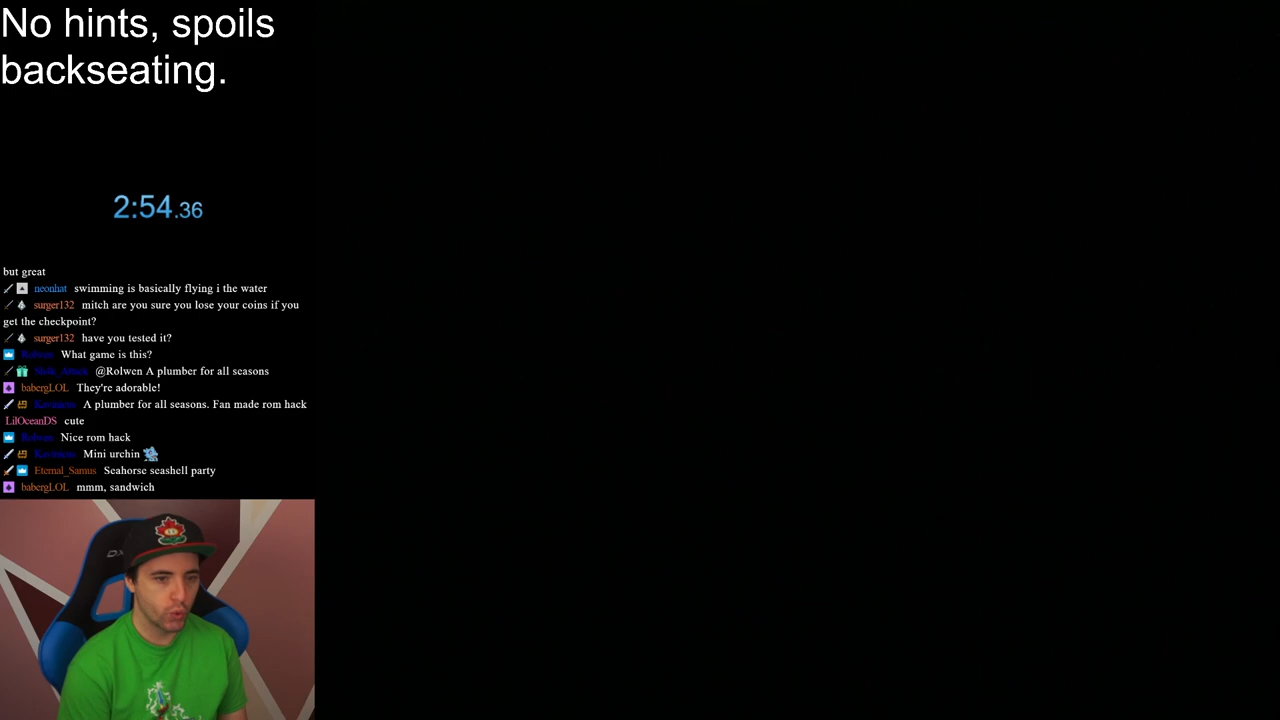 No hints, spoils
backseating.
2:54.36
but great
neonhat swimming is basically flying i the water
surger132 mitch are you sure you lose your coins if you
get the checkpoint?
surger132 have you tested it?
Rolwen What game is this?
@Rolwen A plumber for all seasons
babergLOL They're adorable!
A plumber for all seasons. Fan made rom hack
LilOceanDS cute
Rolwen Nice rom hack
Mini urchin
Eternal_Samus Seahorse seashell party
babergLOL mmm, sandwich